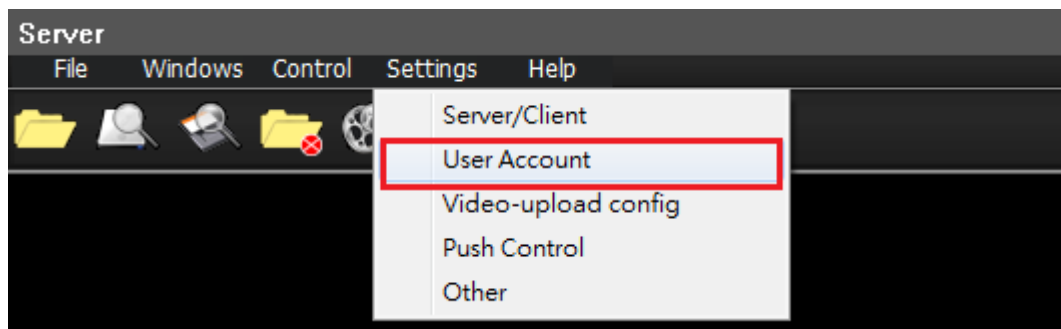 Server
File Windows Control Settings Help
Server/Client
User Account
Video-upload config
Push Control
Other